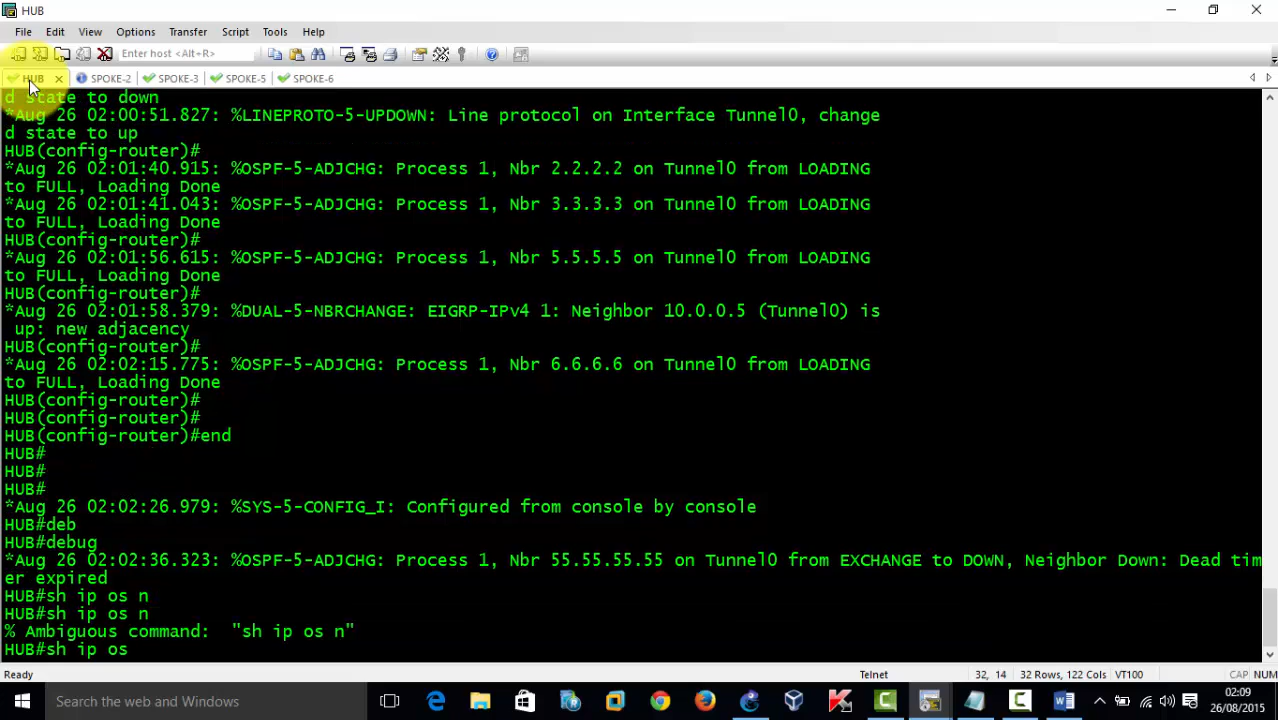 HUB
File Edit View Options Transfer Script Tools Help
Enter host <Alt+R>
HUB SPOKE-2 SPOKE-3 SPOKE-5 SPOKE-6
d state to down
*Aug 26 02:00:51.827: %LINEPROTO-5-UPDOWN: Line protocol on Interface Tunnel0, change
d state to up
HUB(config-router)#
*Aug 26 02:01:40.915: %OSPF-5-ADJCHG: Process 1, Nbr 2.2.2.2 on Tunnel0 from LOADING
to FULL, Loading Done
*Aug 26 02:01:41.043: %OSPF-5-ADJCHG: Process 1, Nbr 3.3.3.3 on Tunnel0 from LOADING
to FULL, Loading Done
HUB(config-router)#
*Aug 26 02:01:56.615: %OSPF-5-ADJCHG: Process 1, Nbr 5.5.5.5 on Tunnel0 from LOADING
to FULL, Loading Done
HUB(config-router)#
*Aug 26 02:01:58.379: %DUAL-5-NBRCHANGE: EIGRP-IPv4 1: Neighbor 10.0.0.5 (Tunnel0) is
up: new adjacency
HUB(config-router)#
*Aug 26 02:02:15.775: %OSPF-5-ADJCHG: Process 1, Nbr 6.6.6.6 on Tunnel0 from LOADING
to FULL, Loading Done
HUB(config-router)#
HUB(config-router)#
HUB(config-router)#end
HUB#
HUB#
HUB#
*Aug 26 02:02:26.979: %SYS-5-CONFIG_I: Configured from console by console
HUB#deb
HUB#debug
*Aug 26 02:02:36.323: %OSPF-5-ADJCHG: Process 1, Nbr 55.55.55.55 on Tunnel0 from EXCHANGE to DOWN, Neighbor Down: Dead tim
er expired
HUB#sh ip os n
HUB#sh ip os n
% Ambiguous command:  "sh ip os n"
HUB#sh ip os
Ready Telnet 32, 14 32 Rows, 122 Cols VT100 CAP NUM
Search the web and Windows
02:09
26/08/2015